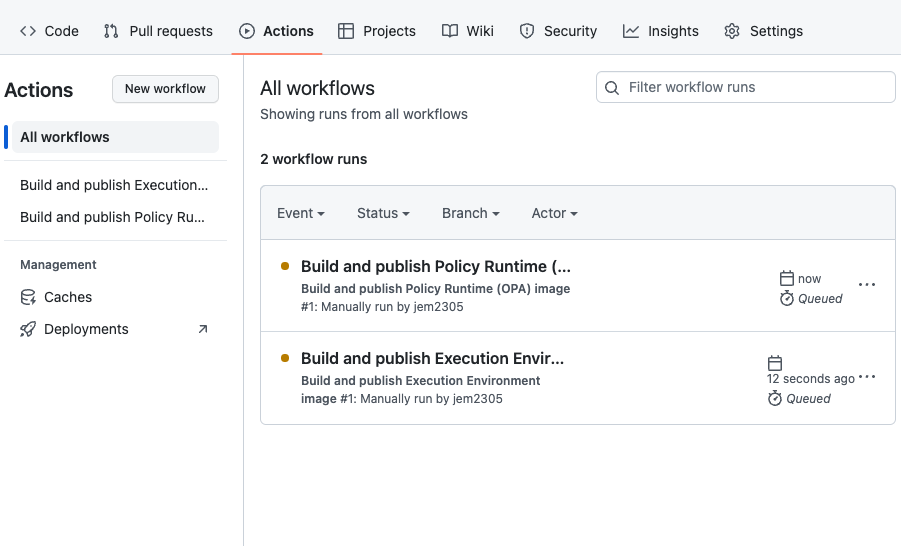 Code Pull requests Actions Projects Wiki Security Insights Settings
Actions
New workflow
All workflows
Build and publish Execution...
Build and publish Policy Ru...
Management
Caches
Deployments
All workflows
Filter workflow runs
Showing runs from all workflows
2 workflow runs
Event Status Branch Actor
Build and publish Policy Runtime (...
Build and publish Policy Runtime (OPA) image
#1: Manually run by jem2305
now
Queued
Build and publish Execution Envir...
Build and publish Execution Environment
image #1: Manually run by jem2305
12 seconds ago
Queued